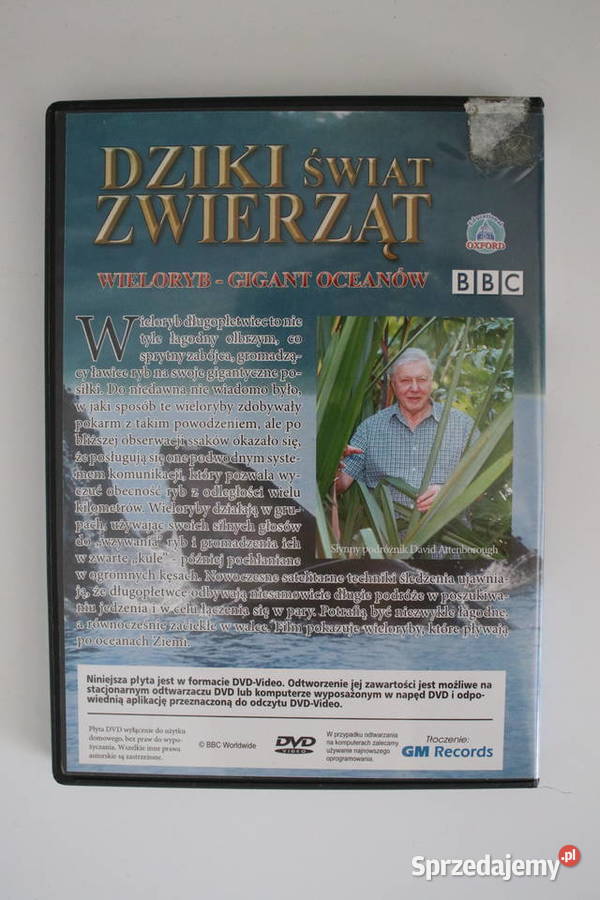 DZIKI ŚWIAT
ZWIERZĄT
OXFORD
WIELORYB - GIGANT OCEANÓW
BBC
Wieloryb długopłetwiec to nie
tyle łagodny olbrzym, co
sprytny zabójca, gromadzą-
cy ławice ryb na swoje gigantyczne po-
siłki. Do niedawna nie wiadomo było,
w jaki sposób te wieloryby zdobywały
pokarm z takim powodzeniem, ale po
bliższej obserwacji ssaków okazało się,
że posługują się one podwodnym syste-
mem komunikacji, który pozwala wy-
czuć obecność ryb z odległości wielu
kilometrów. Wieloryby działają w gru-
pach, używając swoich silnych głosów
do „wzywania" ryb i gromadzenia ich
w zwarte „kule" - później pochłaniane
w ogromnych kęsach. Nowoczesne satelitarne techniki śledzenia ujawnia-
ją, że długopłetwce odbywają niesamowicie długie podróże w poszukiwa-
niu jedzenia i w celu łączenia się w pary. Potrafią być niezwykle łagodne,
a równocześnie zaciekłe w walce. Film pokazuje wieloryby, które pływają
po oceanach Ziemi.
Słynny podróżnik David Attenborough
Niniejsza płyta jest w formacie DVD-Video. Odtworzenie jej zawartości jest możliwe na
stacjonarnym odtwarzaczu DVD lub komputerze wyposażonym w napęd DVD i odpo-
wiednią aplikację przeznaczoną do odczytu DVD-Video.
Płyta DVD wyłącznie do użytku
domowego, bez praw do wypo-
życzania. Wszelkie inne prawa
autorskie są zastrzeżone.
© BBC Worldwide
DVD
VIDEO
W przypadku odtwarzania
na komputerach zalecamy
używanie najnowszego
oprogramowania.
Tłoczenie:
GM Records
Sprzedajemy.pl